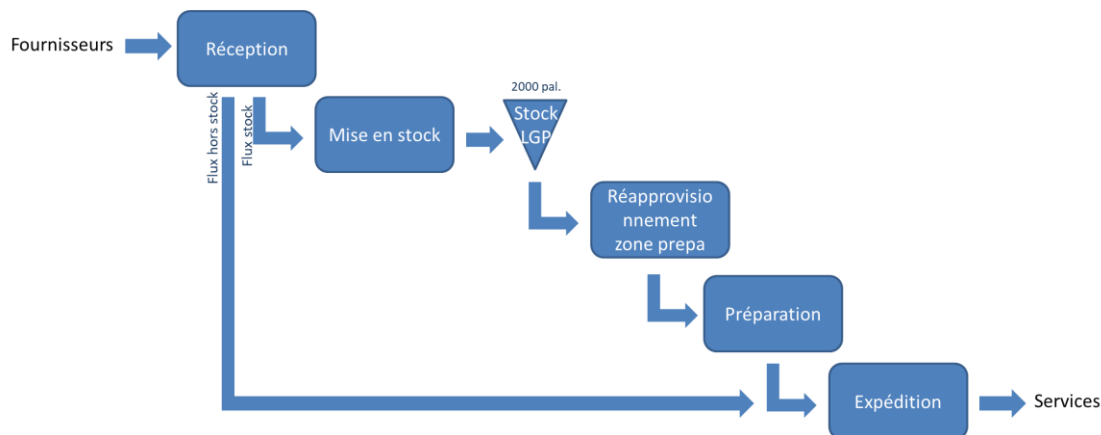 Fournisseurs
Réception
Flux hors stock
Flux stock
Mise en stock
2000 pal.
Stock
LGP
Réapprovisio
nnement
zone prepa
Préparation
Expédition
Services